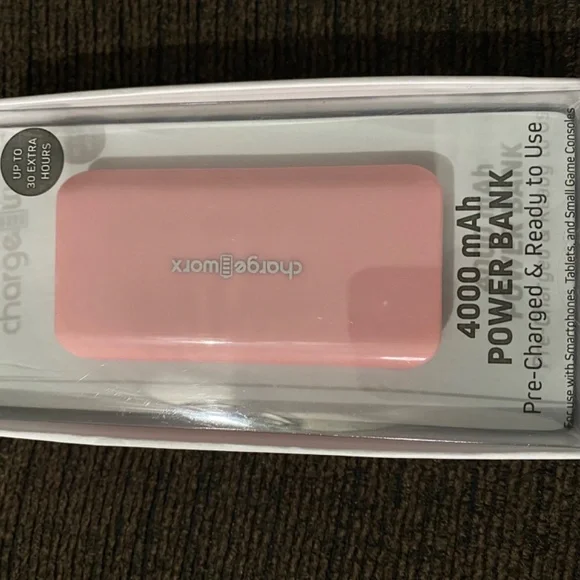 chargeworx
UP TO
30 EXTRA
HOURS
chargeworx
4000 mAh
POWER BANK
Pre-Charged & Ready to Use
For use with Smartphones, Tablets, and Small Game Consoles